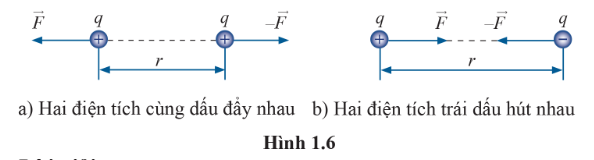 F q q –F q F –F q
+ + + –
r r
a) Hai điện tích cùng dấu đẩy nhau b) Hai điện tích trái dấu hút nhau
Hình 1.6